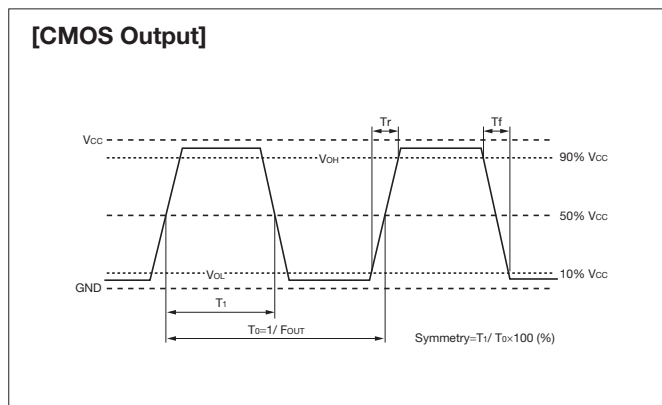 [CMOS Output]
Tr
Tf
VCC
VOH
90% VCC
50% VCC
VOL
10% VCC
GND
T1
T0=1/ FOUT
Symmetry=T1/ T0×100 (%)